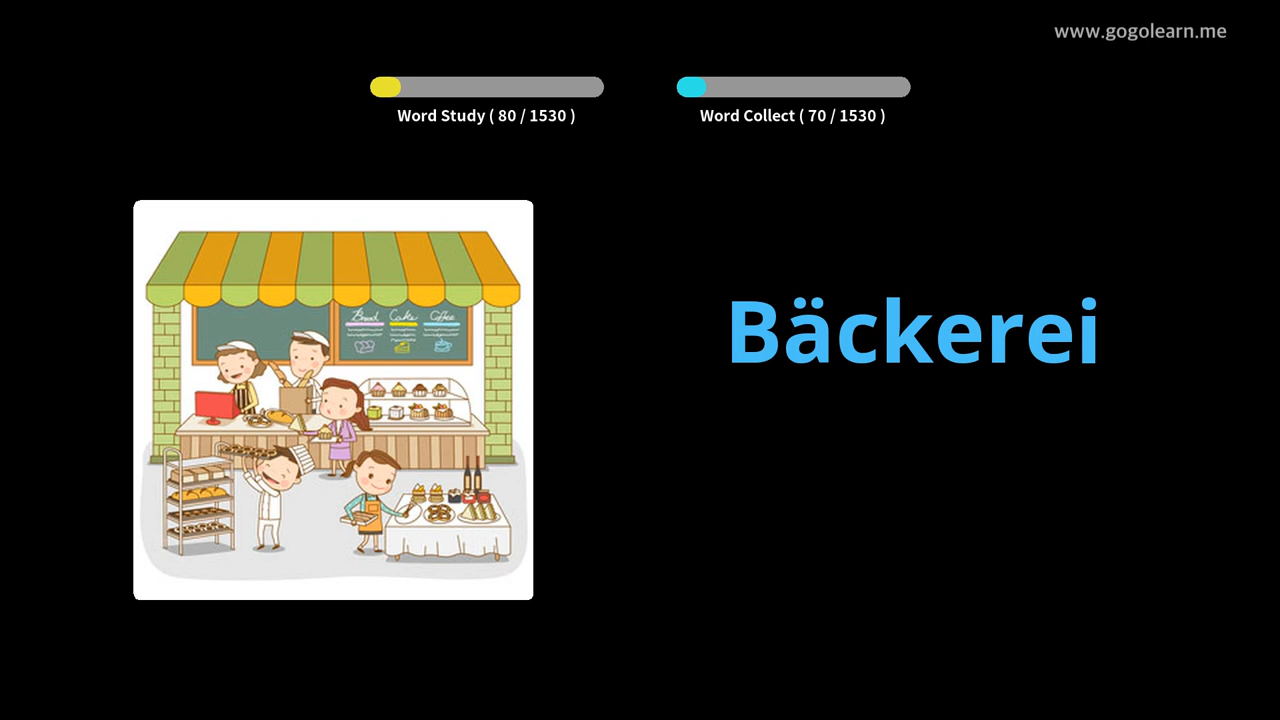 www.gogolearn.me
Word Study ( 80 / 1530 )
Word Collect ( 70 / 1530 )
Bread Cake Coffee
Bäckerei